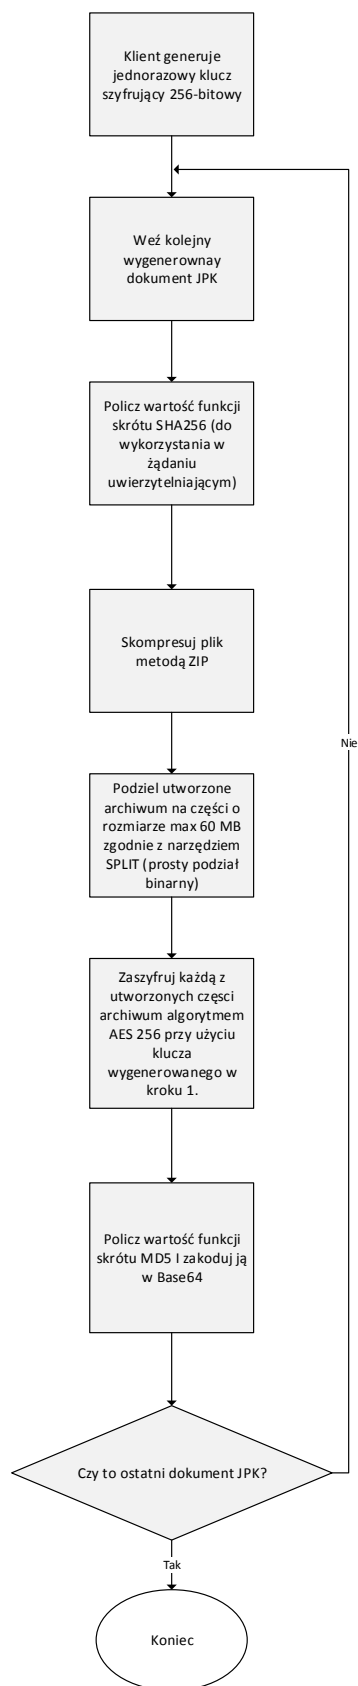 Klient generuje
jednorazowy klucz
szyfrujący 256-bitowy
Weź kolejny
wygenerownay
dokument JPK
Policz wartość funkcji
skrótu SHA256 (do
wykorzystania w
żądaniu
uwierzytelniającym)
Skompresuj plik
metodą ZIP
Nie
Podziel utworzone
archiwum na części o
rozmiarze max 60 MB
zgodnie z narzędziem
SPLIT (prosty podział
binarny)
Zaszyfruj każdą z
utworzonych częsci
archiwum algorytmem
AES 256 przy użyciu
klucza
wygenerowanego w
kroku 1.
Policz wartość funkcji
skrótu MD5 I zakoduj ją
w Base64
Czy to ostatni dokument JPK?
Tak
Koniec